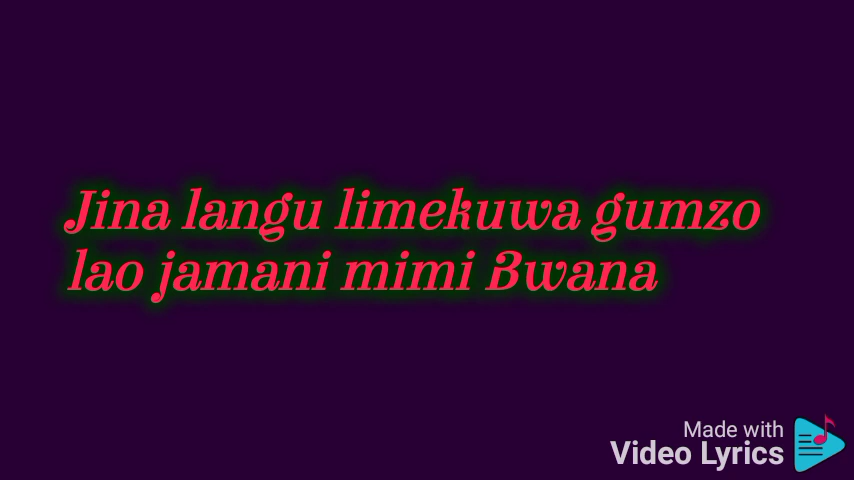 Jina langu limekuwa gumzo
lao jamani mimi Bwana
Made with
Video Lyrics